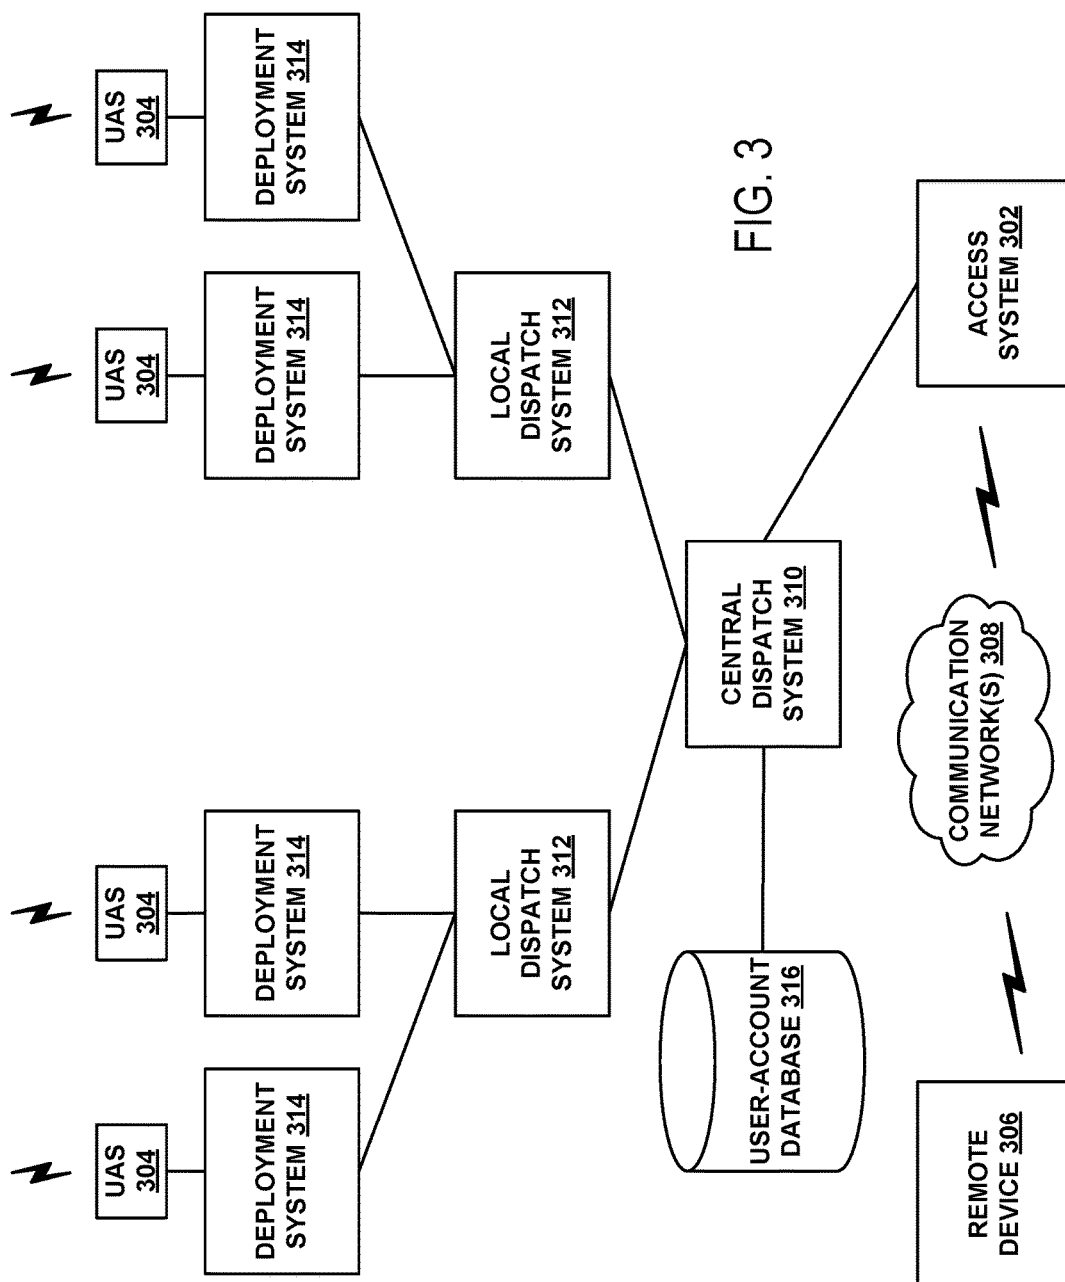 UAS
304
UAS
304
UAS
304
UAS
304
DEPLOYMENT
SYSTEM 314
DEPLOYMENT
SYSTEM 314
DEPLOYMENT
SYSTEM 314
DEPLOYMENT
SYSTEM 314
LOCAL
DISPATCH
SYSTEM 312
LOCAL
DISPATCH
SYSTEM 312
USER-ACCOUNT
DATABASE 316
CENTRAL
DISPATCH
SYSTEM 310
FIG. 3
REMOTE
DEVICE 306
COMMUNICATION
NETWORK(S) 308
ACCESS
SYSTEM 302